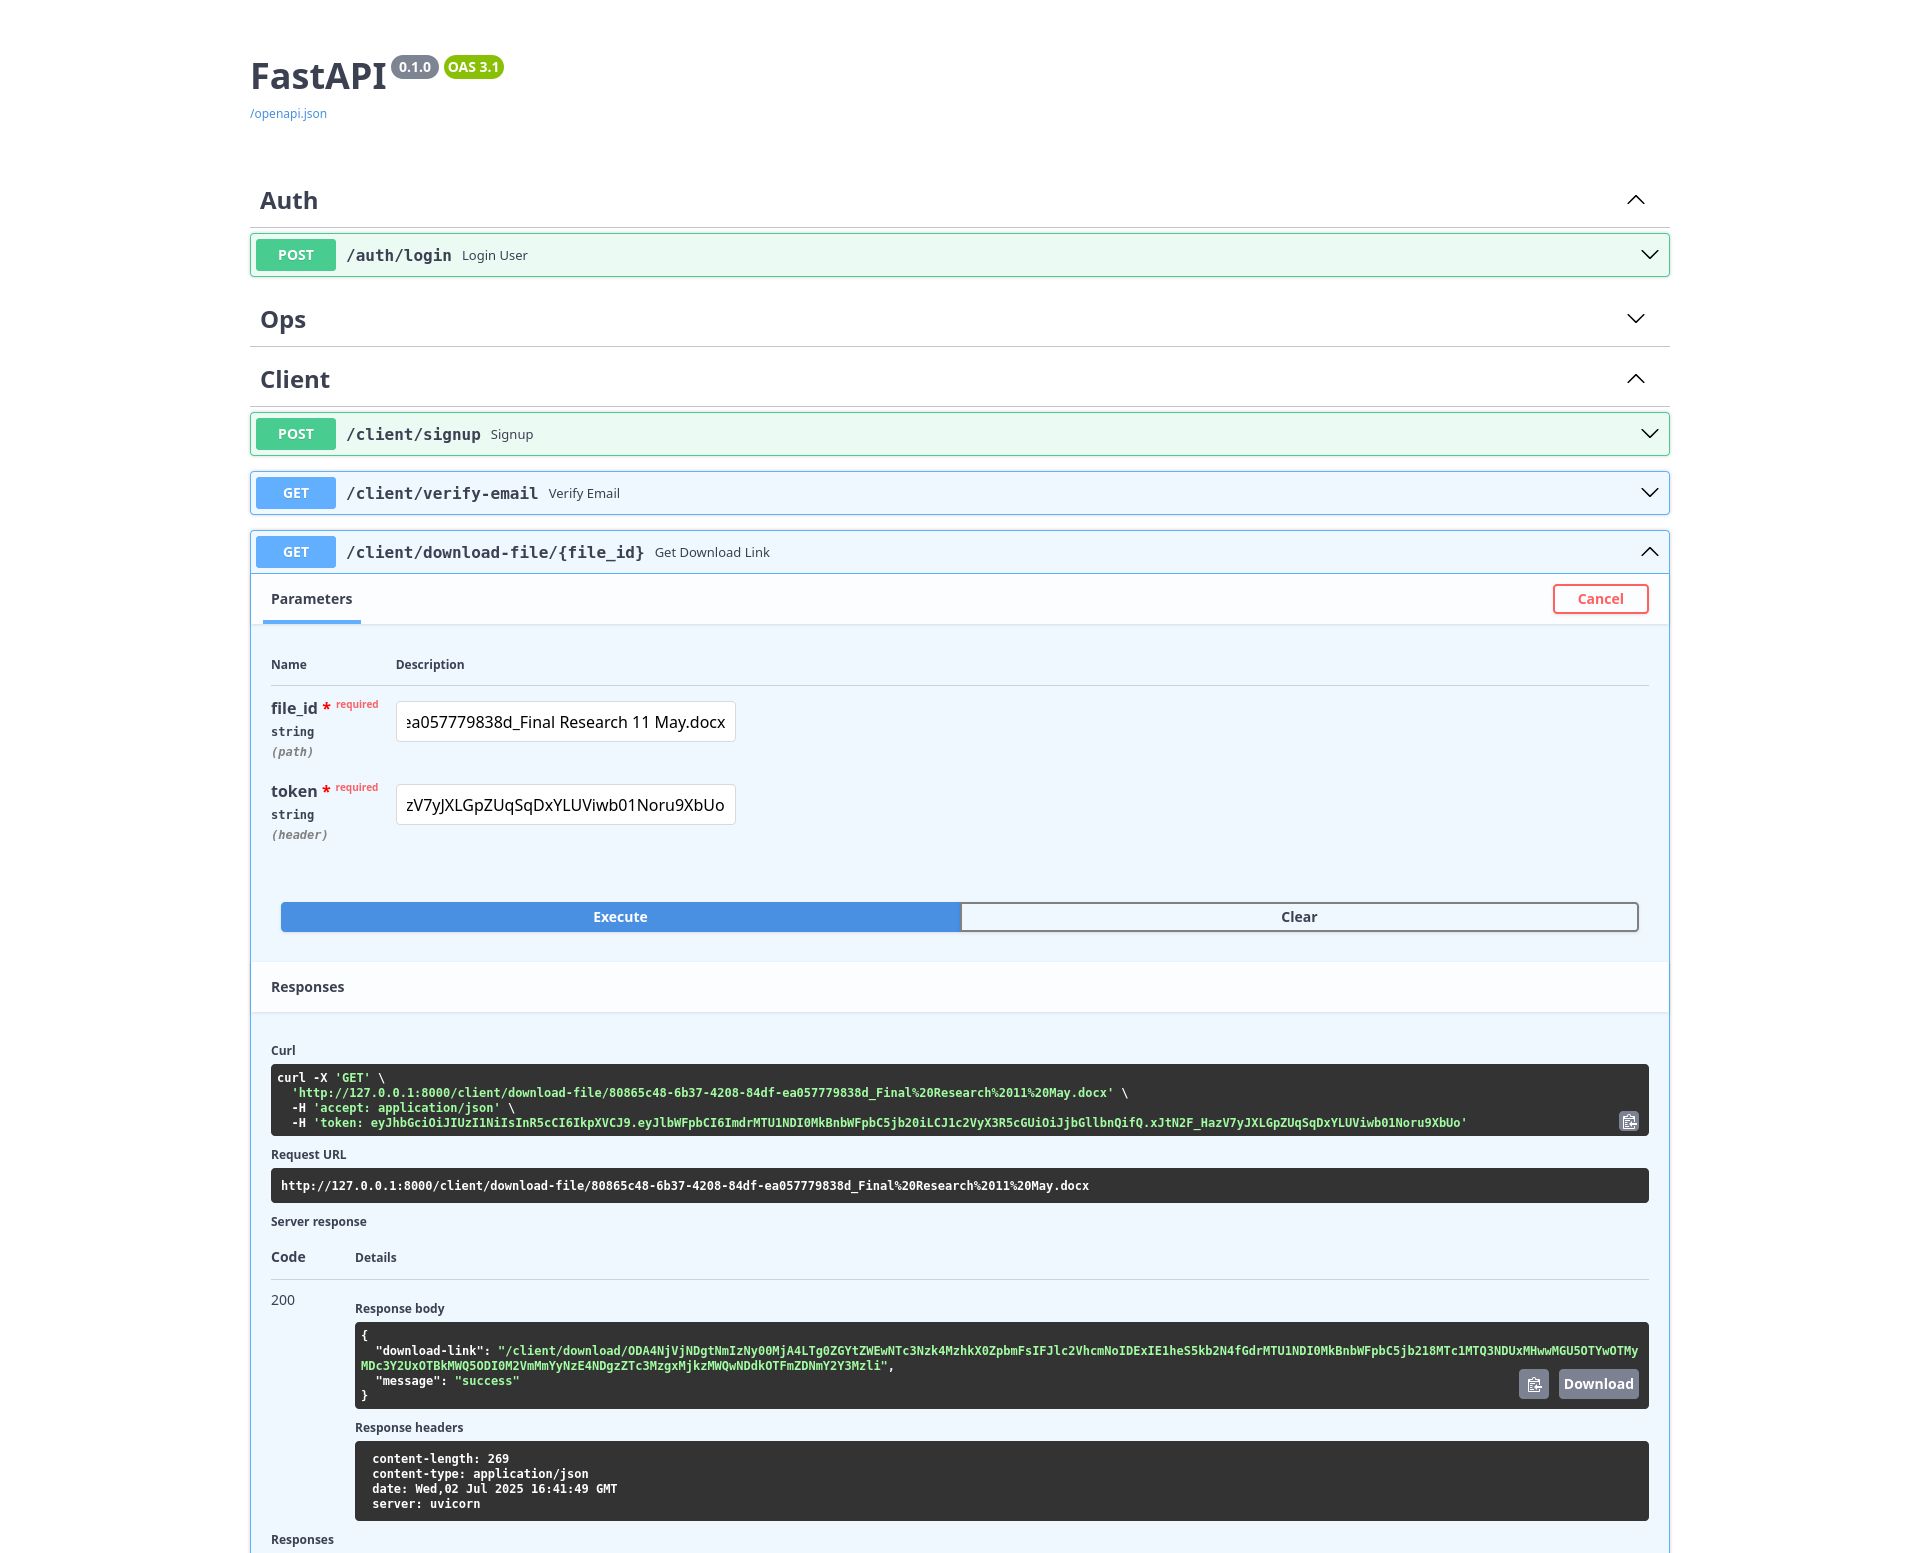 FastAPI 0.1.0 OAS 3.1
/openapi.json
Auth
POST /auth/login Login User
Ops
Client
POST /client/signup Signup
GET /client/verify-email Verify Email
GET /client/download-file/{file_id} Get Download Link
Parameters
Cancel
Name Description
file_id * required
string
(path)
ea057779838d_Final Research 11 May.docx
token * required
string
(header)
zV7yJXLGpZUqSqDxYLUViwb01Noru9XbUo
Execute Clear
Responses
Curl
curl -X 'GET' \
'http://127.0.0.1:8000/client/download-file/80865c48-6b37-4208-84df-ea057779838d_Final%20Research%2011%20May.docx' \
-H 'accept: application/json' \
-H 'token: eyJhbGciOiJIUzI1NiIsInR5cCI6IkpXVCJ9.eyJlbWFpbCI6ImdrMTU1NDI0MkBnbWFpbC5jb20iLCJ1c2VyX3R5cGUiOiJjbGllbnQifQ.xJtN2F_HazV7yJXLGpZUqSqDxYLUViwb01Noru9XbUo'
Request URL
http://127.0.0.1:8000/client/download-file/80865c48-6b37-4208-84df-ea057779838d_Final%20Research%2011%20May.docx
Server response
Code Details
200
Response body
{
"download-link": "/client/download/ODA4NjVjNDgtNmIzNy00MjA4LTg0ZGYtZWEwNTc3Nzk4MzhkX0ZpbmFsIFJlc2VhcmNoIDExIE1heS5kb2N4fGdrMTU1NDI0MkBnbWFpbC5jb218MTc1MTQ3NDUxMHwwMGU5OTYwOTMy
MDc3Y2UxOTBkMWQ5ODI0M2VmMmYyNzE4NDgzZTc3MzgxMjkzMWQwNDdkOTFmZDNmY2Y3Mzli",
"message": "success"
}
Download
Response headers
content-length: 269
content-type: application/json
date: Wed,02 Jul 2025 16:41:49 GMT
server: uvicorn
Responses